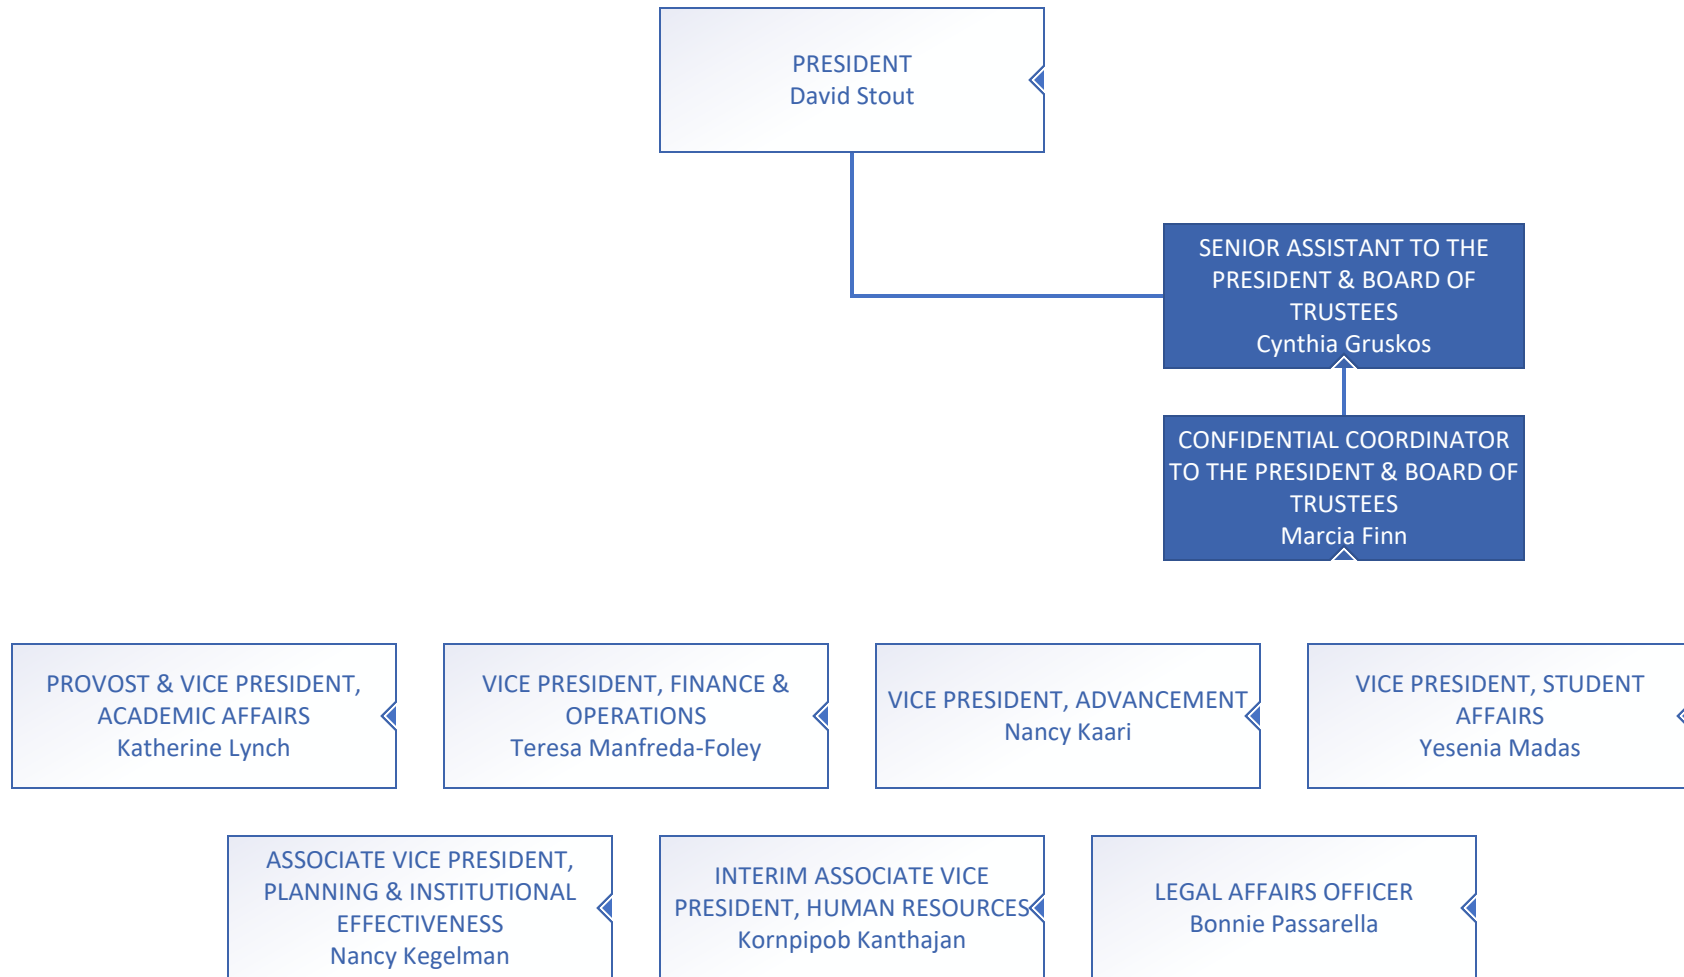 PRESIDENT
David Stout
SENIOR ASSISTANT TO THE
PRESIDENT & BOARD OF
TRUSTEES
Cynthia Gruskos
CONFIDENTIAL COORDINATOR
TO THE PRESIDENT & BOARD OF
TRUSTEES
Marcia Finn
PROVOST & VICE PRESIDENT,
ACADEMIC AFFAIRS
Katherine Lynch
VICE PRESIDENT, FINANCE &
OPERATIONS
Teresa Manfreda-Foley
VICE PRESIDENT, ADVANCEMENT
Nancy Kaari
VICE PRESIDENT, STUDENT
AFFAIRS
Yesenia Madas
ASSOCIATE VICE PRESIDENT,
PLANNING & INSTITUTIONAL
EFFECTIVENESS
Nancy Kegelman
INTERIM ASSOCIATE VICE
PRESIDENT, HUMAN RESOURCES
Kornpipob Kanthajan
LEGAL AFFAIRS OFFICER
Bonnie Passarella